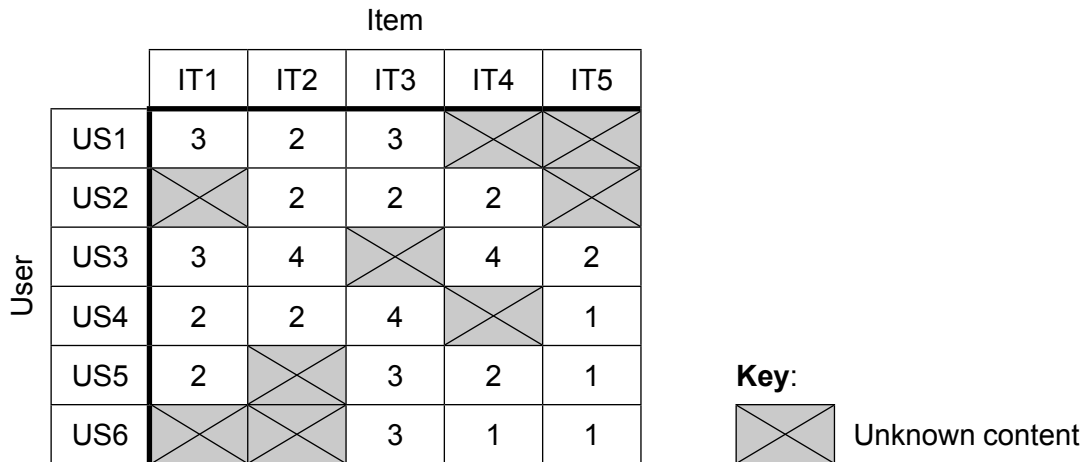 Item
IT1 IT2 IT3 IT4 IT5
US1 3 2 3
US2 2 2 2
US3 3 4 4 2
US4 2 2 4 1
US5 2 3 2 1
US6 3 1 1
User
Key:
Unknown content